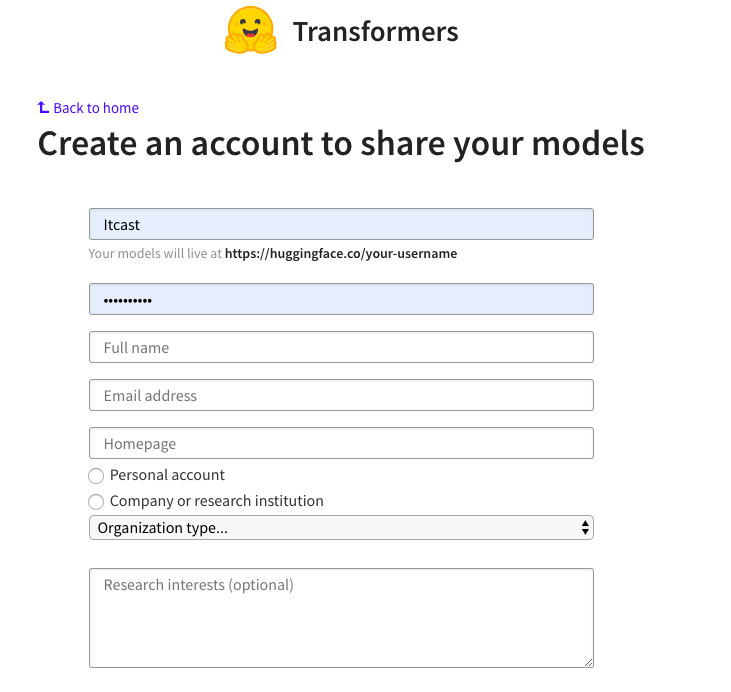 Transformers
Back to home
Create an account to share your models
Itcast
Your models will live at https://huggingface.co/your-username
••••••••••
Full name
Email address
Homepage
Personal account
Company or research institution
Organization type...
Research interests (optional)